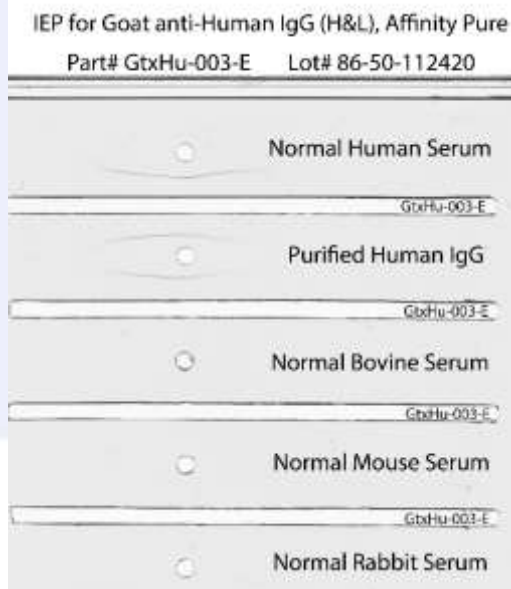 IEP for Goat anti-Human IgG (H&L), Affinity Pure
Part# GtxHu-003-E Lot# 86-50-112420
Normal Human Serum
GtxHu-003-E
Purified Human IgG
GtxHu-003-E
Normal Bovine Serum
GtxHu-003-E
Normal Mouse Serum
GtxHu-003-E
Normal Rabbit Serum